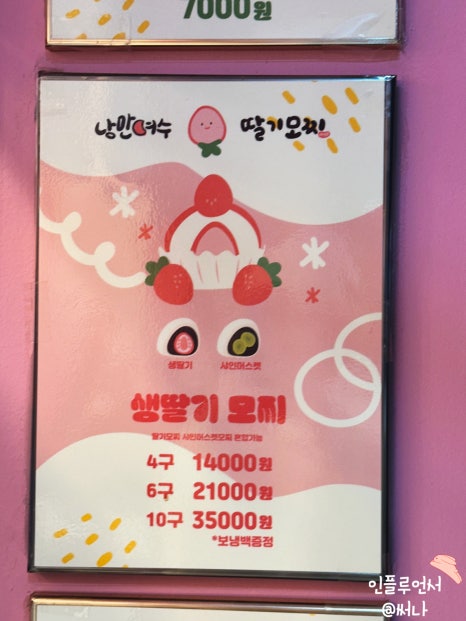 7000원
낭만여수 딸기모찌
생딸기 샤인머스켓
생딸기 모찌
딸기모찌 샤인머스켓모찌 혼합가능
4구 14000원
6구 21000원
10구 35000원
*보냉백증정
인플루언서
@써나